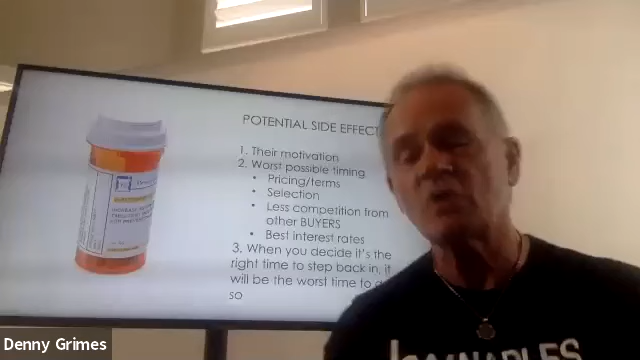 POTENTIAL SIDE EFFECT
1. Their motivation
2. Worst possible timing
• Pricing/terms
• Selection
• Less competition from
other BUYERS
• Best interest rates
3. When you decide it's the
right time to step back in, it
will be the worst time to
so
Denny Grimes